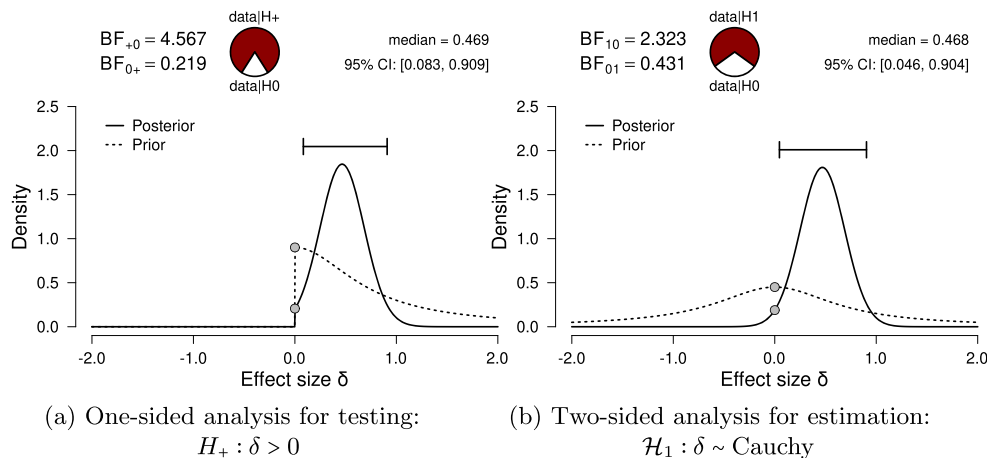 data|H+
BF+0 = 4.567
BF0+ = 0.219
data|H0
median = 0.469
95% CI: [0.083, 0.909]
2.5
2.0
1.5
1.0
0.5
0.0
Density
Posterior
Prior
-2.0 -1.0 0.0 1.0 2.0
Effect size δ
(a) One-sided analysis for testing:
H+ : δ > 0
data|H1
BF10 = 2.323
BF01 = 0.431
data|H0
median = 0.468
95% CI: [0.046, 0.904]
2.5
2.0
1.5
1.0
0.5
0.0
Density
Posterior
Prior
-2.0 -1.0 0.0 1.0 2.0
Effect size δ
(b) Two-sided analysis for estimation:
ℋ1 : δ ~ Cauchy